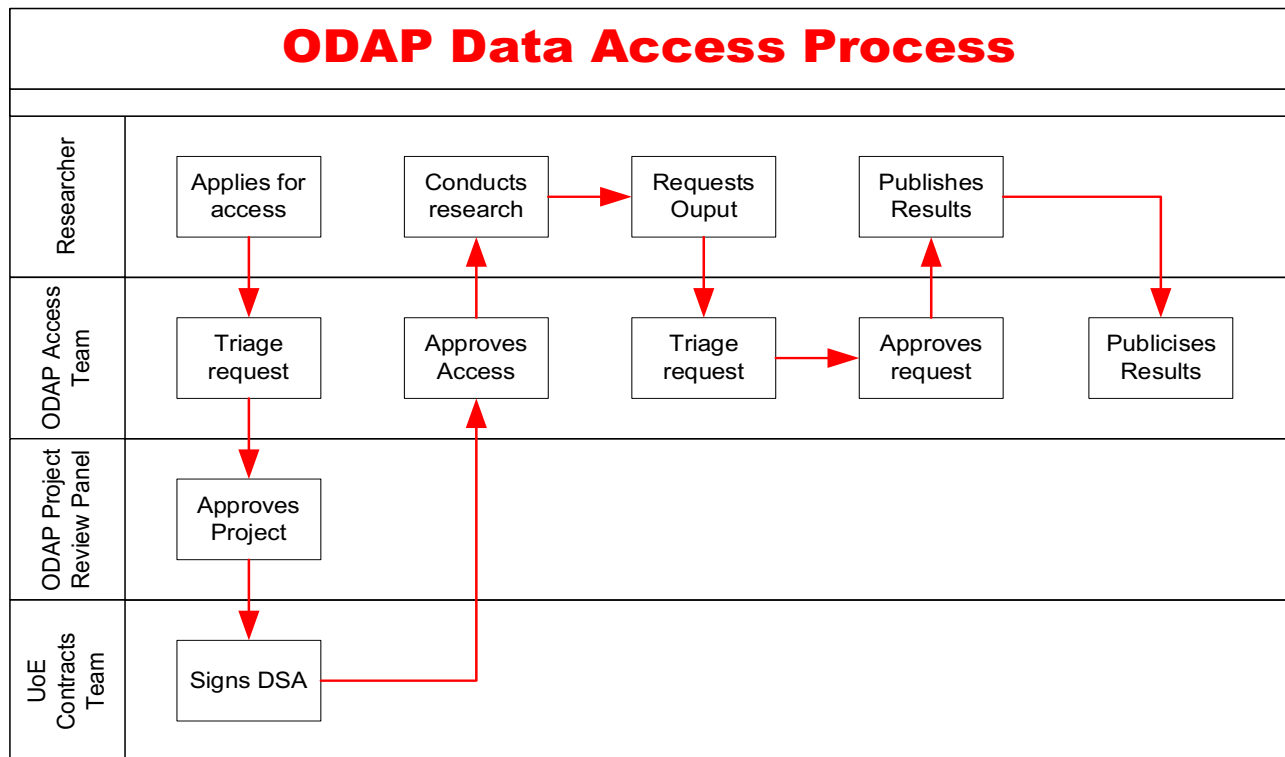 ODAP Data Access Process
Researcher
Applies for
access
Conducts
research
Requests
Ouput
Publishes
Results
ODAP Access
Team
Triage
request
Approves
Access
Triage
request
Approves
request
Publicises
Results
ODAP Project
Review Panel
Approves
Project
UoE
Contracts
Team
Signs DSA